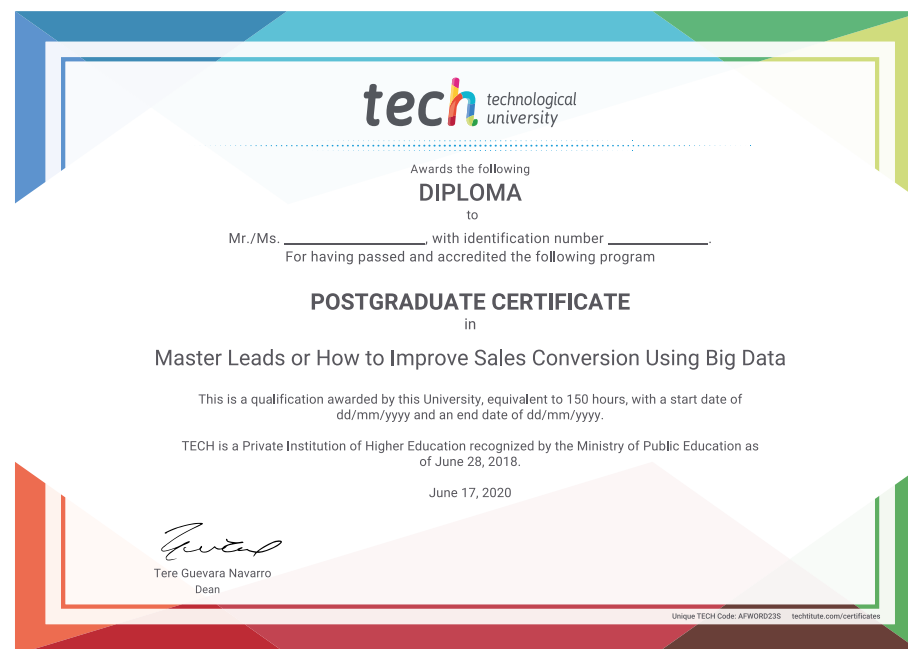 tech technological
university
Awards the following
DIPLOMA
to
Mr./Ms. ____________________, with identification number ______________.
For having passed and accredited the following program
POSTGRADUATE CERTIFICATE
in
Master Leads or How to Improve Sales Conversion Using Big Data
This is a qualification awarded by this University, equivalent to 150 hours, with a start date of
dd/mm/yyyy and an end date of dd/mm/yyyy.
TECH is a Private Institution of Higher Education recognized by the Ministry of Public Education as
of June 28, 2018.
June 17, 2020
Tere Guevara Navarro
Dean
Unique TECH Code: AFWORD23S techtitute.com/certificates